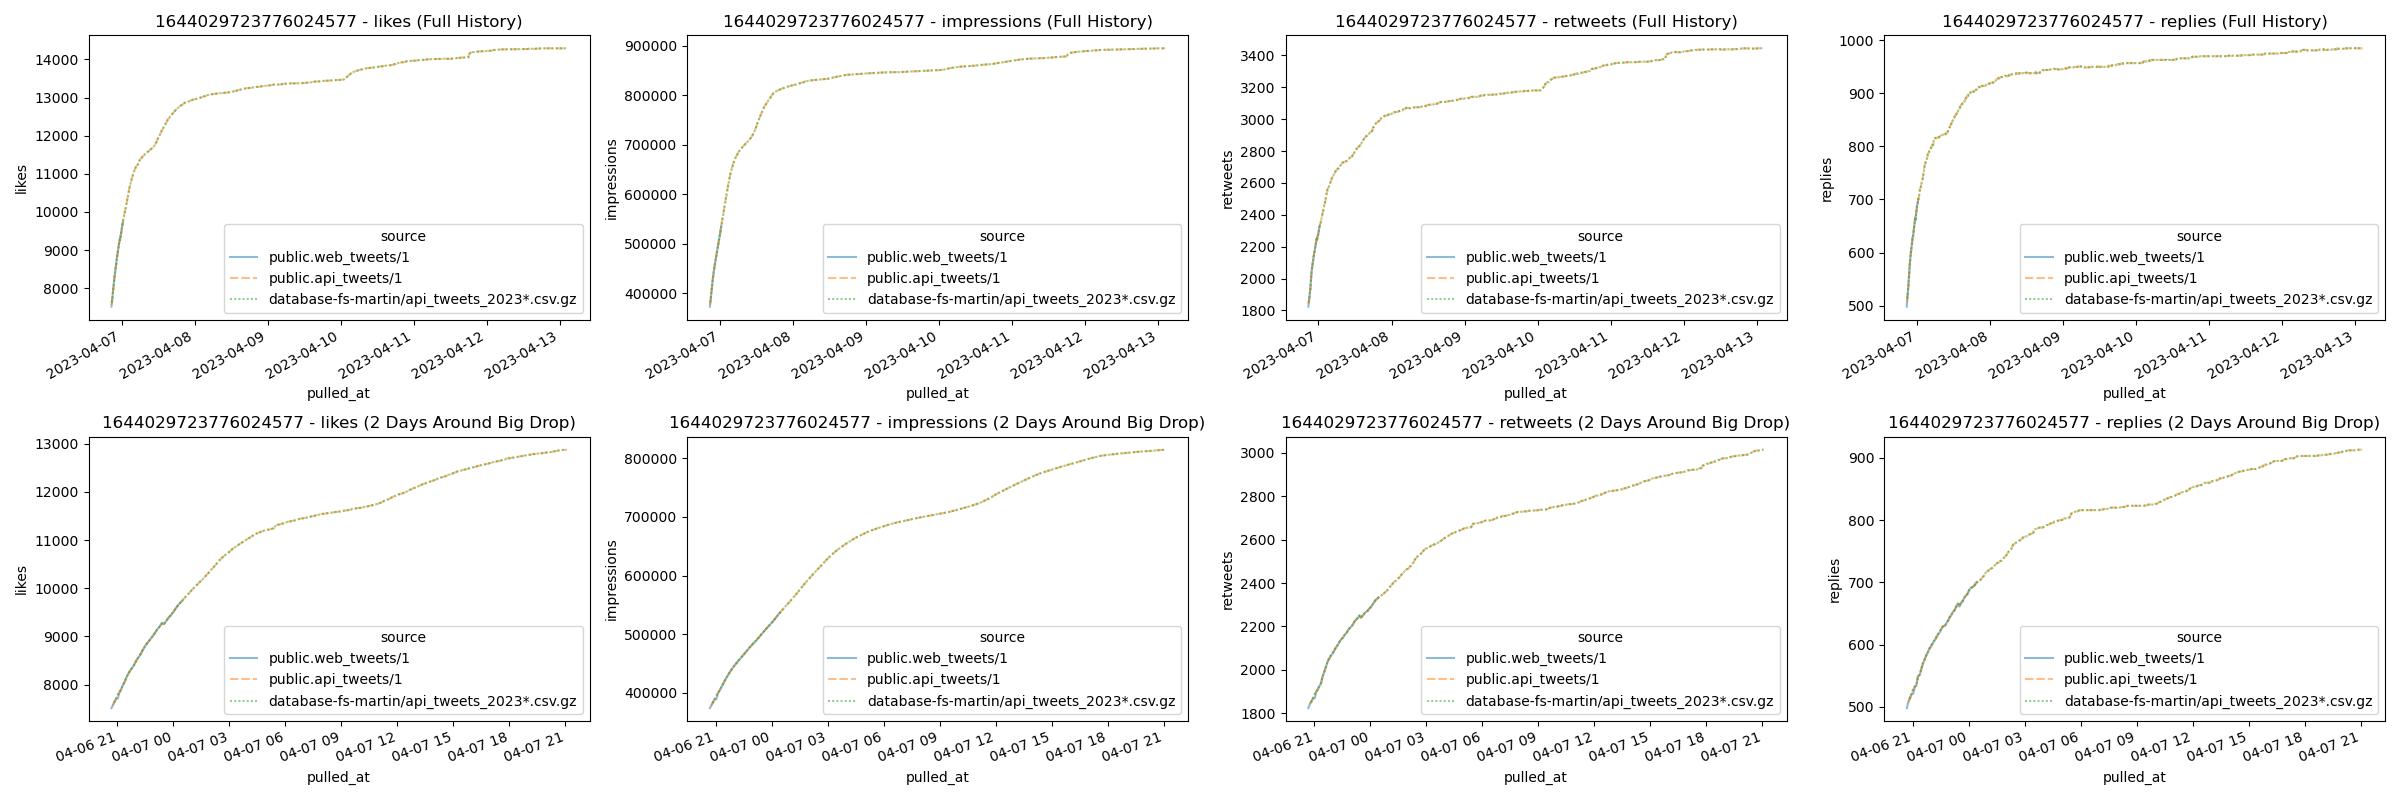 1644029723776024577 - likes (Full History)
14000
13000
12000
11000
10000
9000
8000
likes
source
public.web_tweets/1
public.api_tweets/1
database-fs-martin/api_tweets_2023*.csv.gz
2023-04-07
2023-04-08
2023-04-09
2023-04-10
2023-04-11
2023-04-12
2023-04-13
pulled_at
1644029723776024577 - impressions (Full History)
900000
800000
700000
600000
500000
400000
impressions
source
public.web_tweets/1
public.api_tweets/1
database-fs-martin/api_tweets_2023*.csv.gz
2023-04-07
2023-04-08
2023-04-09
2023-04-10
2023-04-11
2023-04-12
2023-04-13
pulled_at
1644029723776024577 - retweets (Full History)
3400
3200
3000
2800
2600
2400
2200
2000
1800
retweets
source
public.web_tweets/1
public.api_tweets/1
database-fs-martin/api_tweets_2023*.csv.gz
2023-04-07
2023-04-08
2023-04-09
2023-04-10
2023-04-11
2023-04-12
2023-04-13
pulled_at
1644029723776024577 - replies (Full History)
1000
900
800
700
600
500
replies
source
public.web_tweets/1
public.api_tweets/1
database-fs-martin/api_tweets_2023*.csv.gz
2023-04-07
2023-04-08
2023-04-09
2023-04-10
2023-04-11
2023-04-12
2023-04-13
pulled_at
1644029723776024577 - likes (2 Days Around Big Drop)
13000
12000
11000
10000
9000
8000
likes
source
public.web_tweets/1
public.api_tweets/1
database-fs-martin/api_tweets_2023*.csv.gz
04-06 21
04-07 00
04-07 03
04-07 06
04-07 09
04-07 12
04-07 15
04-07 18
04-07 21
pulled_at
1644029723776024577 - impressions (2 Days Around Big Drop)
800000
700000
600000
500000
400000
impressions
source
public.web_tweets/1
public.api_tweets/1
database-fs-martin/api_tweets_2023*.csv.gz
04-06 21
04-07 00
04-07 03
04-07 06
04-07 09
04-07 12
04-07 15
04-07 18
04-07 21
pulled_at
1644029723776024577 - retweets (2 Days Around Big Drop)
3000
2800
2600
2400
2200
2000
1800
retweets
source
public.web_tweets/1
public.api_tweets/1
database-fs-martin/api_tweets_2023*.csv.gz
04-06 21
04-07 00
04-07 03
04-07 06
04-07 09
04-07 12
04-07 15
04-07 18
04-07 21
pulled_at
1644029723776024577 - replies (2 Days Around Big Drop)
900
800
700
600
500
replies
source
public.web_tweets/1
public.api_tweets/1
database-fs-martin/api_tweets_2023*.csv.gz
04-06 21
04-07 00
04-07 03
04-07 06
04-07 09
04-07 12
04-07 15
04-07 18
04-07 21
pulled_at